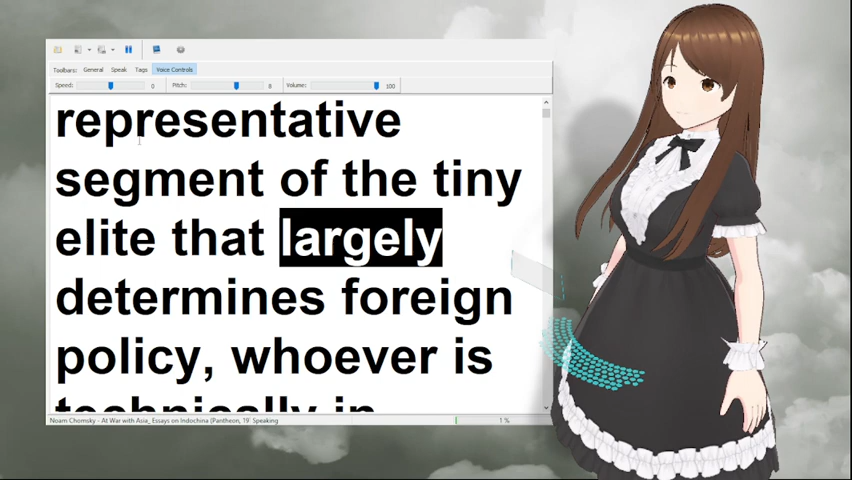 Toolbars: General Speak Tags Voice Controls
Speed: 0 Pitch: 8 Volume: 100
representative
segment of the tiny
elite that largely
determines foreign
policy, whoever is
technically in
Noam Chomsky - At War with Asia_ Essays on Indochina (Pantheon, 19 Speaking 1 %